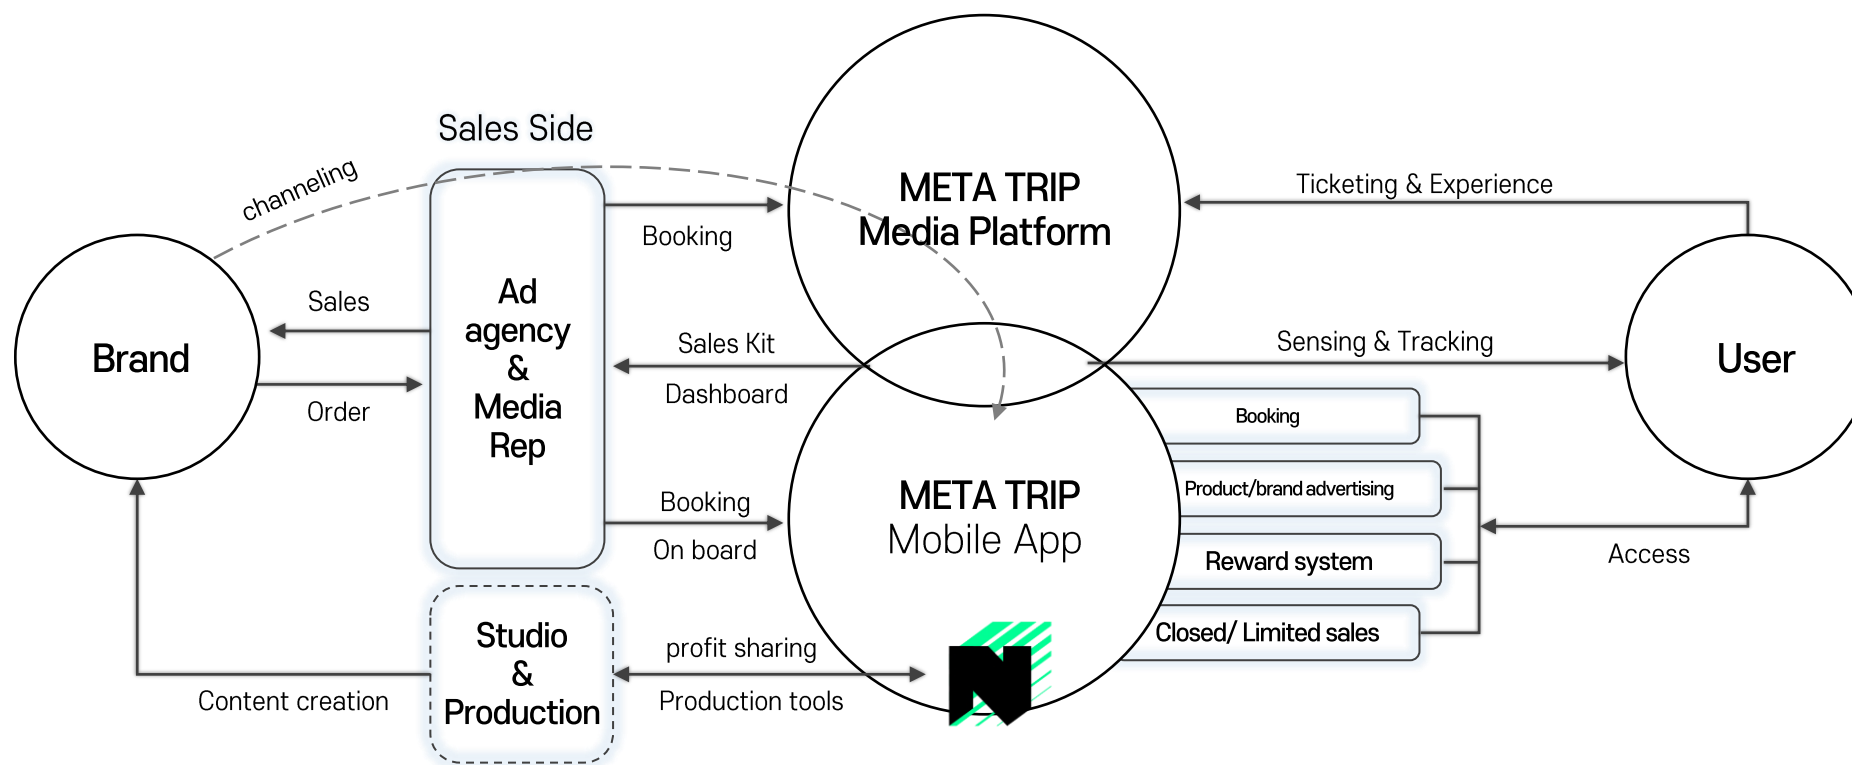 Sales Side
channeling
META TRIP
Media Platform
Ticketing & Experience
Booking
Brand
Sales
Order
Ad
agency
&
Media
Rep
Sales Kit
Dashboard
Sensing & Tracking
User
Booking
Product/brand advertising
Reward system
Closed/ Limited sales
Access
Booking
On board
META TRIP
Mobile App
Studio
&
Production
profit sharing
Production tools
Content creation
N